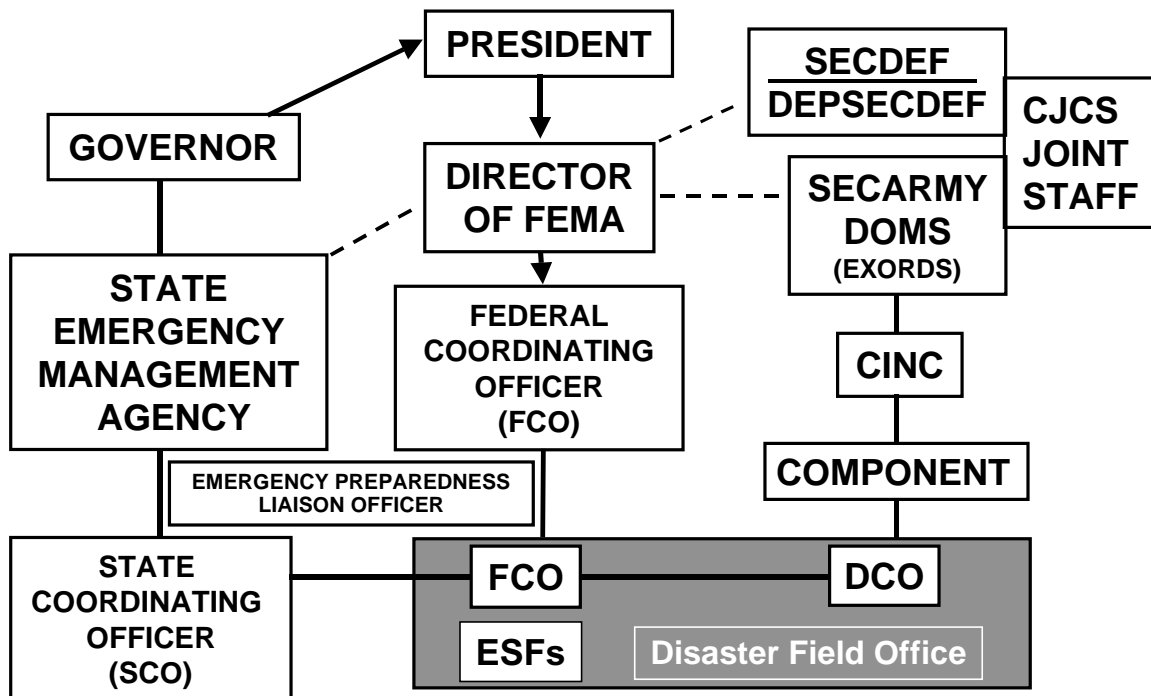 PRESIDENT
SECDEF
DEPSECDEF
CJCS
JOINT
STAFF
GOVERNOR
DIRECTOR
OF FEMA
SECARMY
DOMS
(EXORDS)
STATE
EMERGENCY
MANAGEMENT
AGENCY
FEDERAL
COORDINATING
OFFICER
(FCO)
CINC
COMPONENT
EMERGENCY PREPAREDNESS
LIAISON OFFICER
STATE
COORDINATING
OFFICER
(SCO)
FCO
DCO
ESFs
Disaster Field Office